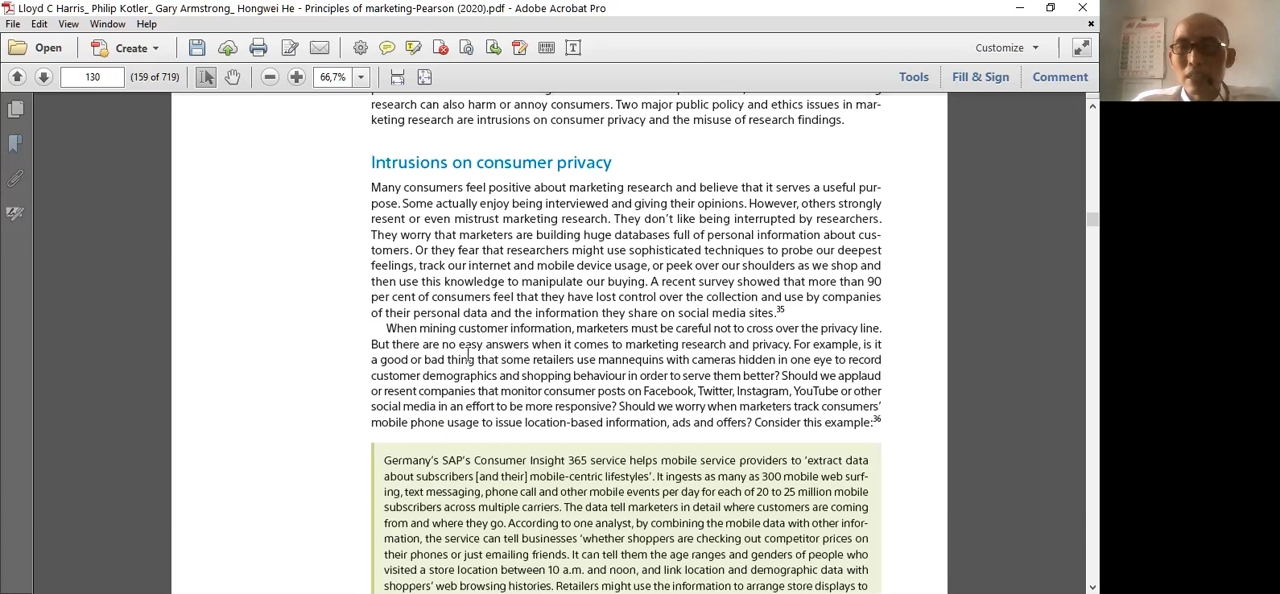 Lloyd C Harris_ Philip Kotler_ Gary Armstrong_ Hongwei He - Principles of marketing-Pearson (2020).pdf - Adobe Acrobat Pro
File Edit View Window Help
Open Create Customize
130 (159 of 719) 66,7% Tools Fill & Sign Comment
research can also harm or annoy consumers. Two major public policy and ethics issues in mar-
keting research are intrusions on consumer privacy and the misuse of research findings.
Intrusions on consumer privacy
Many consumers feel positive about marketing research and believe that it serves a useful pur-
pose. Some actually enjoy being interviewed and giving their opinions. However, others strongly
resent or even mistrust marketing research. They don't like being interrupted by researchers.
They worry that marketers are building huge databases full of personal information about cus-
tomers. Or they fear that researchers might use sophisticated techniques to probe our deepest
feelings, track our internet and mobile device usage, or peek over our shoulders as we shop and
then use this knowledge to manipulate our buying. A recent survey showed that more than 90
per cent of consumers feel that they have lost control over the collection and use by companies
of their personal data and the information they share on social media sites.35
When mining customer information, marketers must be careful not to cross over the privacy line.
But there are no easy answers when it comes to marketing research and privacy. For example, is it
a good or bad thing that some retailers use mannequins with cameras hidden in one eye to record
customer demographics and shopping behaviour in order to serve them better? Should we applaud
or resent companies that monitor consumer posts on Facebook, Twitter, Instagram, YouTube or other
social media in an effort to be more responsive? Should we worry when marketers track consumers'
mobile phone usage to issue location-based information, ads and offers? Consider this example:36
Germany's SAP's Consumer Insight 365 service helps mobile service providers to 'extract data
about subscribers [and their] mobile-centric lifestyles'. It ingests as many as 300 mobile web surf-
ing, text messaging, phone call and other mobile events per day for each of 20 to 25 million mobile
subscribers across multiple carriers. The data tell marketers in detail where customers are coming
from and where they go. According to one analyst, by combining the mobile data with other infor-
mation, the service can tell businesses 'whether shoppers are checking out competitor prices on
their phones or just emailing friends. It can tell them the age ranges and genders of people who
visited a store location between 10 a.m. and noon, and link location and demographic data with
shoppers' web browsing histories. Retailers might use the information to arrange store displays to